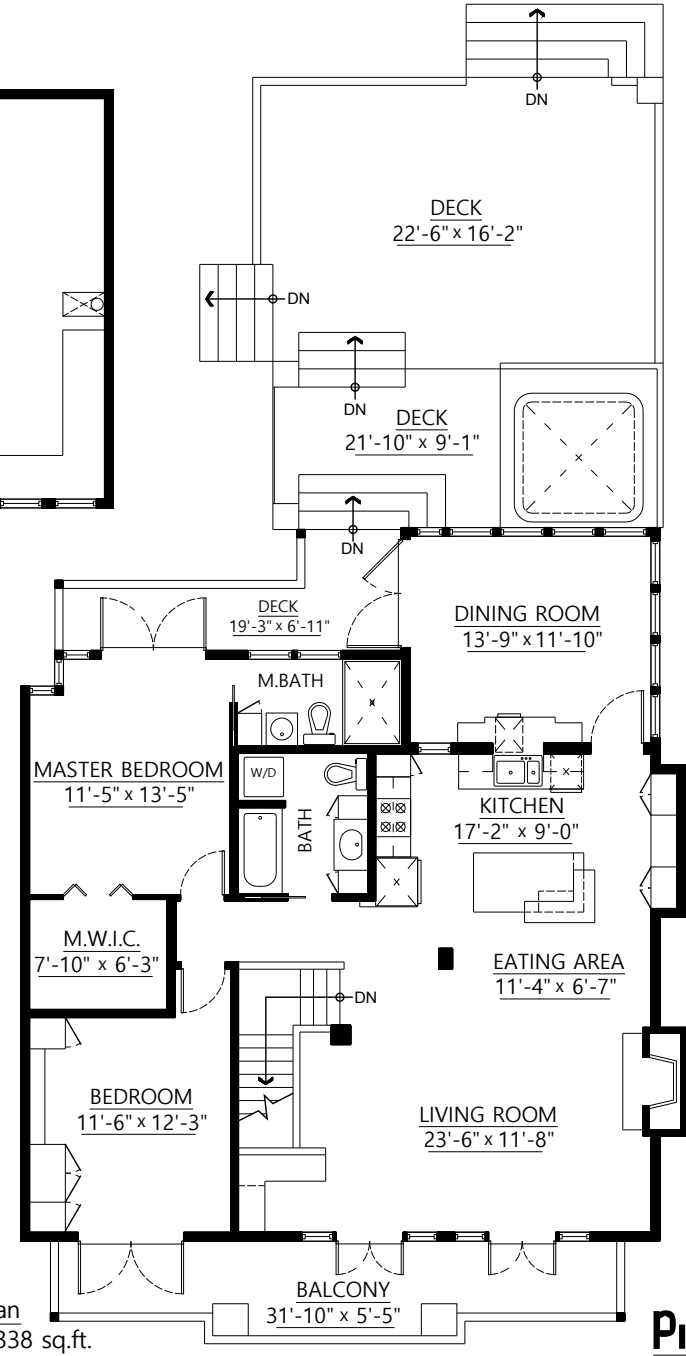 DN
DECK
22'-6" x 16'-2"
DN
DN
DECK
21'-10" x 9'-1"
DN
DECK
19'-3" x 6'-11"
DINING ROOM
13'-9" x 11'-10"
M.BATH
MASTER BEDROOM
11'-5" x 13'-5"
W/D
BATH
KITCHEN
17'-2" x 9'-0"
M.W.I.C.
7'-10" x 6'-3"
EATING AREA
11'-4" x 6'-7"
DN
BEDROOM
11'-6" x 12'-3"
LIVING ROOM
23'-6" x 11'-8"
BALCONY
31'-10" x 5'-5"
an
338 sq.ft.